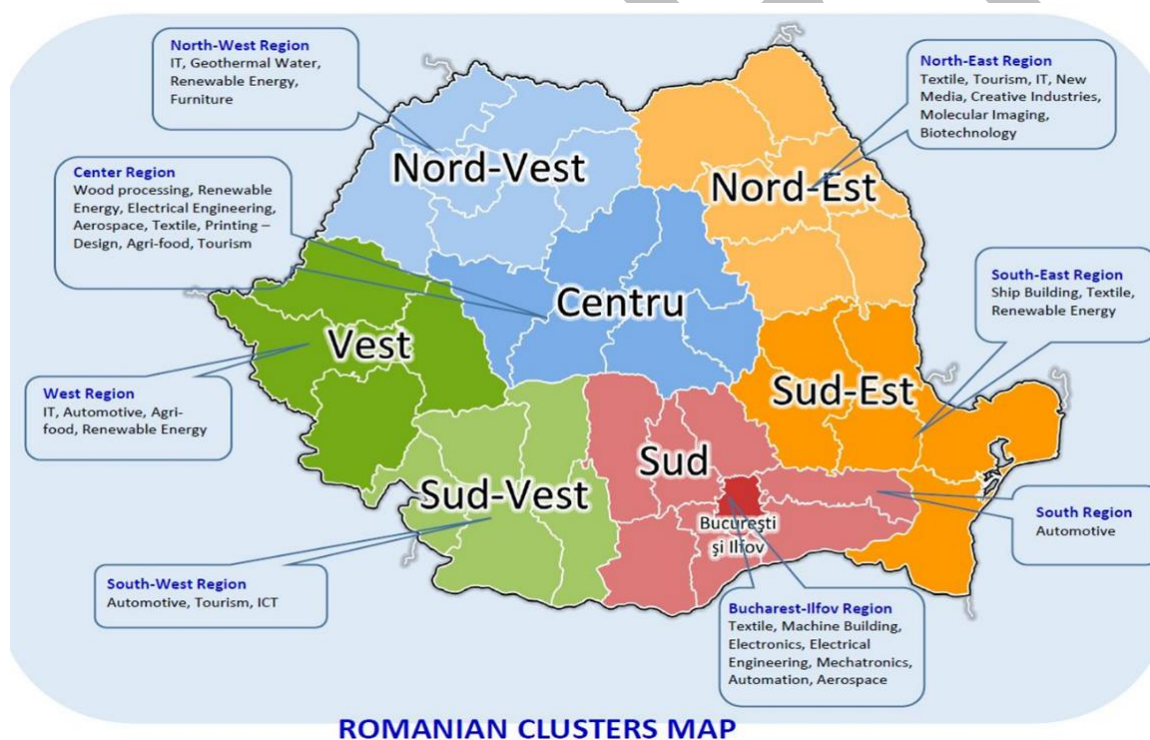 North-West Region
IT, Geothermal Water,
Renewable Energy,
Furniture
North-East Region
Textile, Tourism, IT, New
Media, Creative Industries,
Molecular Imaging,
Biotechnology
Center Region
Wood processing, Renewable
Energy, Electrical Engineering,
Aerospace, Textile, Printing –
Design, Agri-food, Tourism
Nord-Vest
Nord-Est
South-East Region
Ship Building, Textile,
Renewable Energy
Centru
Vest
West Region
IT, Automotive, Agri-
food, Renewable Energy
Sud-Est
Sud
Sud-Vest
București
și Ilfov
South Region
Automotive
South-West Region
Automotive, Tourism, ICT
Bucharest-Ilfov Region
Textile, Machine Building,
Electronics, Electrical
Engineering, Mechatronics,
Automation, Aerospace
ROMANIAN CLUSTERS MAP